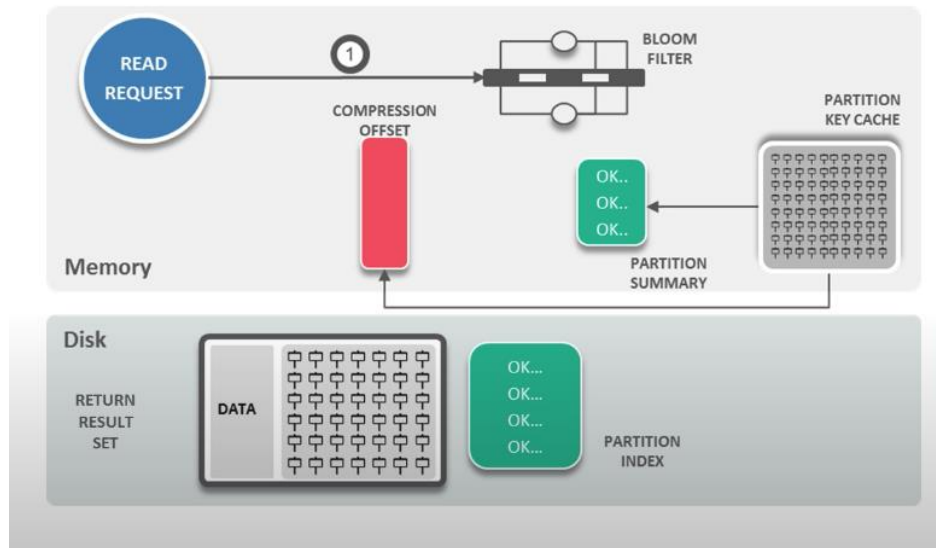 READ
REQUEST
1
BLOOM
FILTER
COMPRESSION
OFFSET
PARTITION
KEY CACHE
OK..
OK..
OK..
Memory
PARTITION
SUMMARY
Disk
RETURN
RESULT
SET
DATA
OK...
OK...
OK...
OK...
PARTITION
INDEX